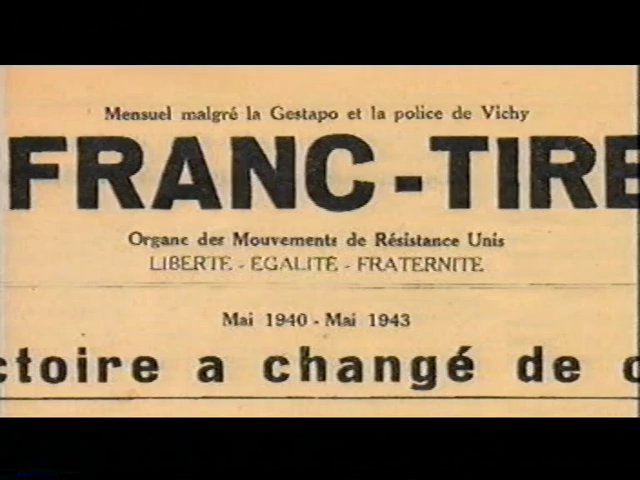 Mensuel malgré la Gestapo et la police de Vichy
FRANC-TIRE
Organe des Mouvements de Résistance Unis
LIBERTE - EGALITE - FRATERNITE
Mai 1940 - Mai 1943
ctoire a changé de c